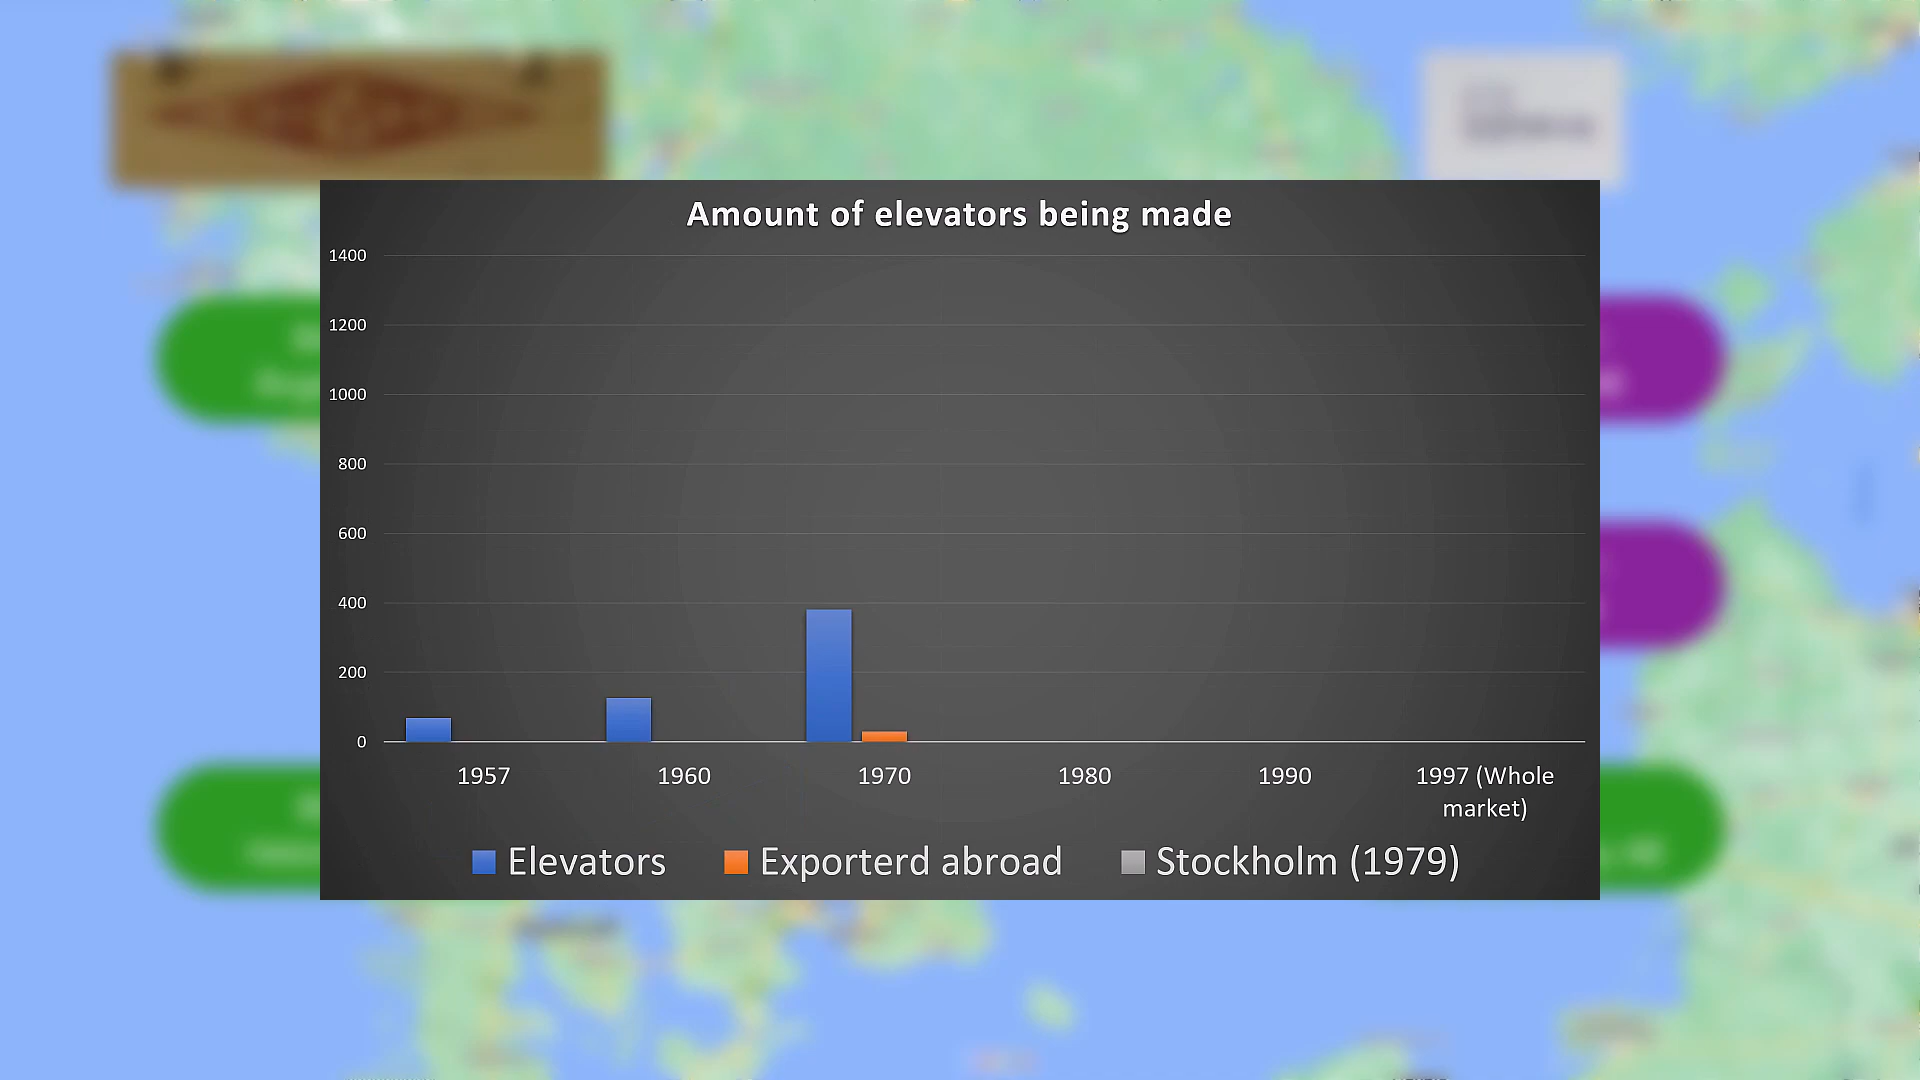 Amount of elevators being made
1400
1200
1000
800
600
400
200
0
1957 1960 1970 1980 1990 1997 (Whole
market)
Elevators Exporterd abroad Stockholm (1979)